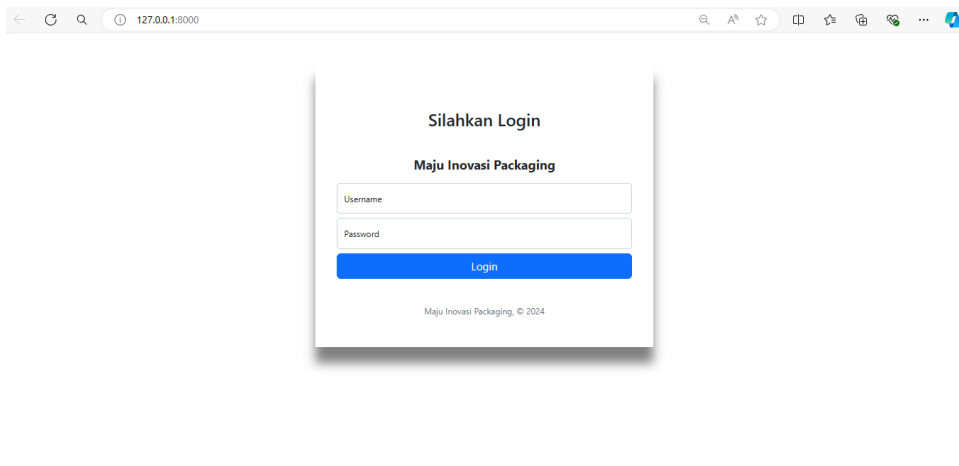 127.0.0.1:8000
Silahkan Login
Maju Inovasi Packaging
Username
Password
Login
Maju Inovasi Packaging, © 2024